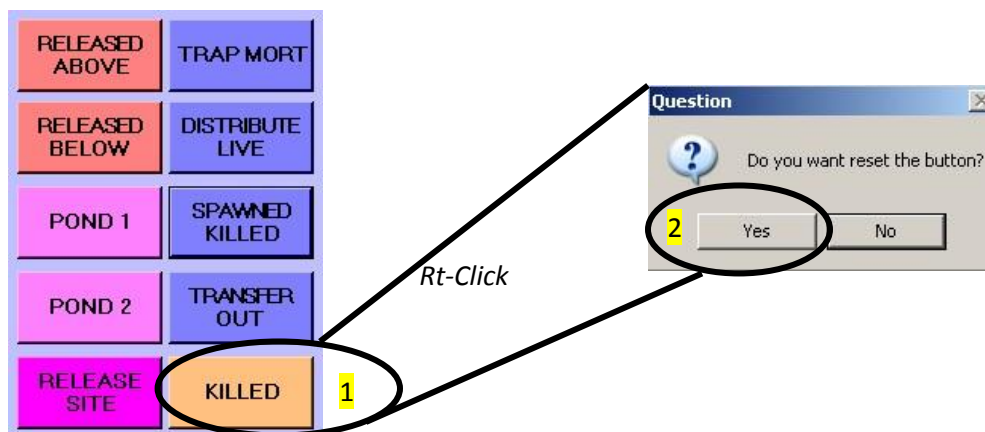 RELEASED
ABOVE
TRAP MORT
RELEASED
BELOW
DISTRIBUTE
LIVE
POND 1
SPAWNED
KILLED
POND 2
TRANSFER
OUT
RELEASE
SITE
KILLED
1
Rt-Click
Question
Do you want reset the button?
2
Yes
No